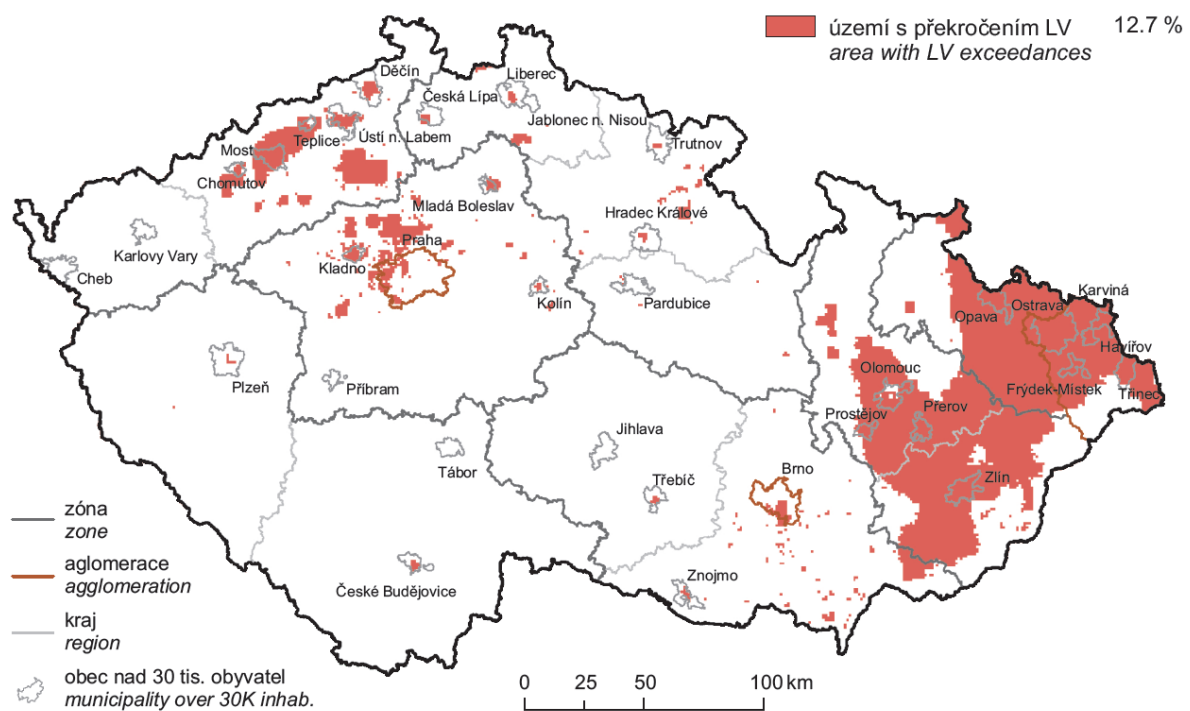 území s překročením LV 12.7 %
area with LV exceedances
Děčín
Liberec
Česká Lípa
Jablonec n. Nisou
Teplice
Ústí n. Labem
Trutnov
Most
Chomutov
Mladá Boleslav
Hradec Králové
Karlovy Vary
Praha
Cheb
Kladno
Kolín
Pardubice
Karviná
Ostrava
Opava
Havířov
Plzeň
Příbram
Olomouc
Frýdek-Místek
Třinec
Prostějov
Přerov
Jihlava
Tábor
Třebíč
Brno
Zlín
České Budějovice
Znojmo
zóna
zone
aglomerace
agglomeration
kraj
region
obec nad 30 tis. obyvatel
municipality over 30K inhab.
0 25 50 100 km